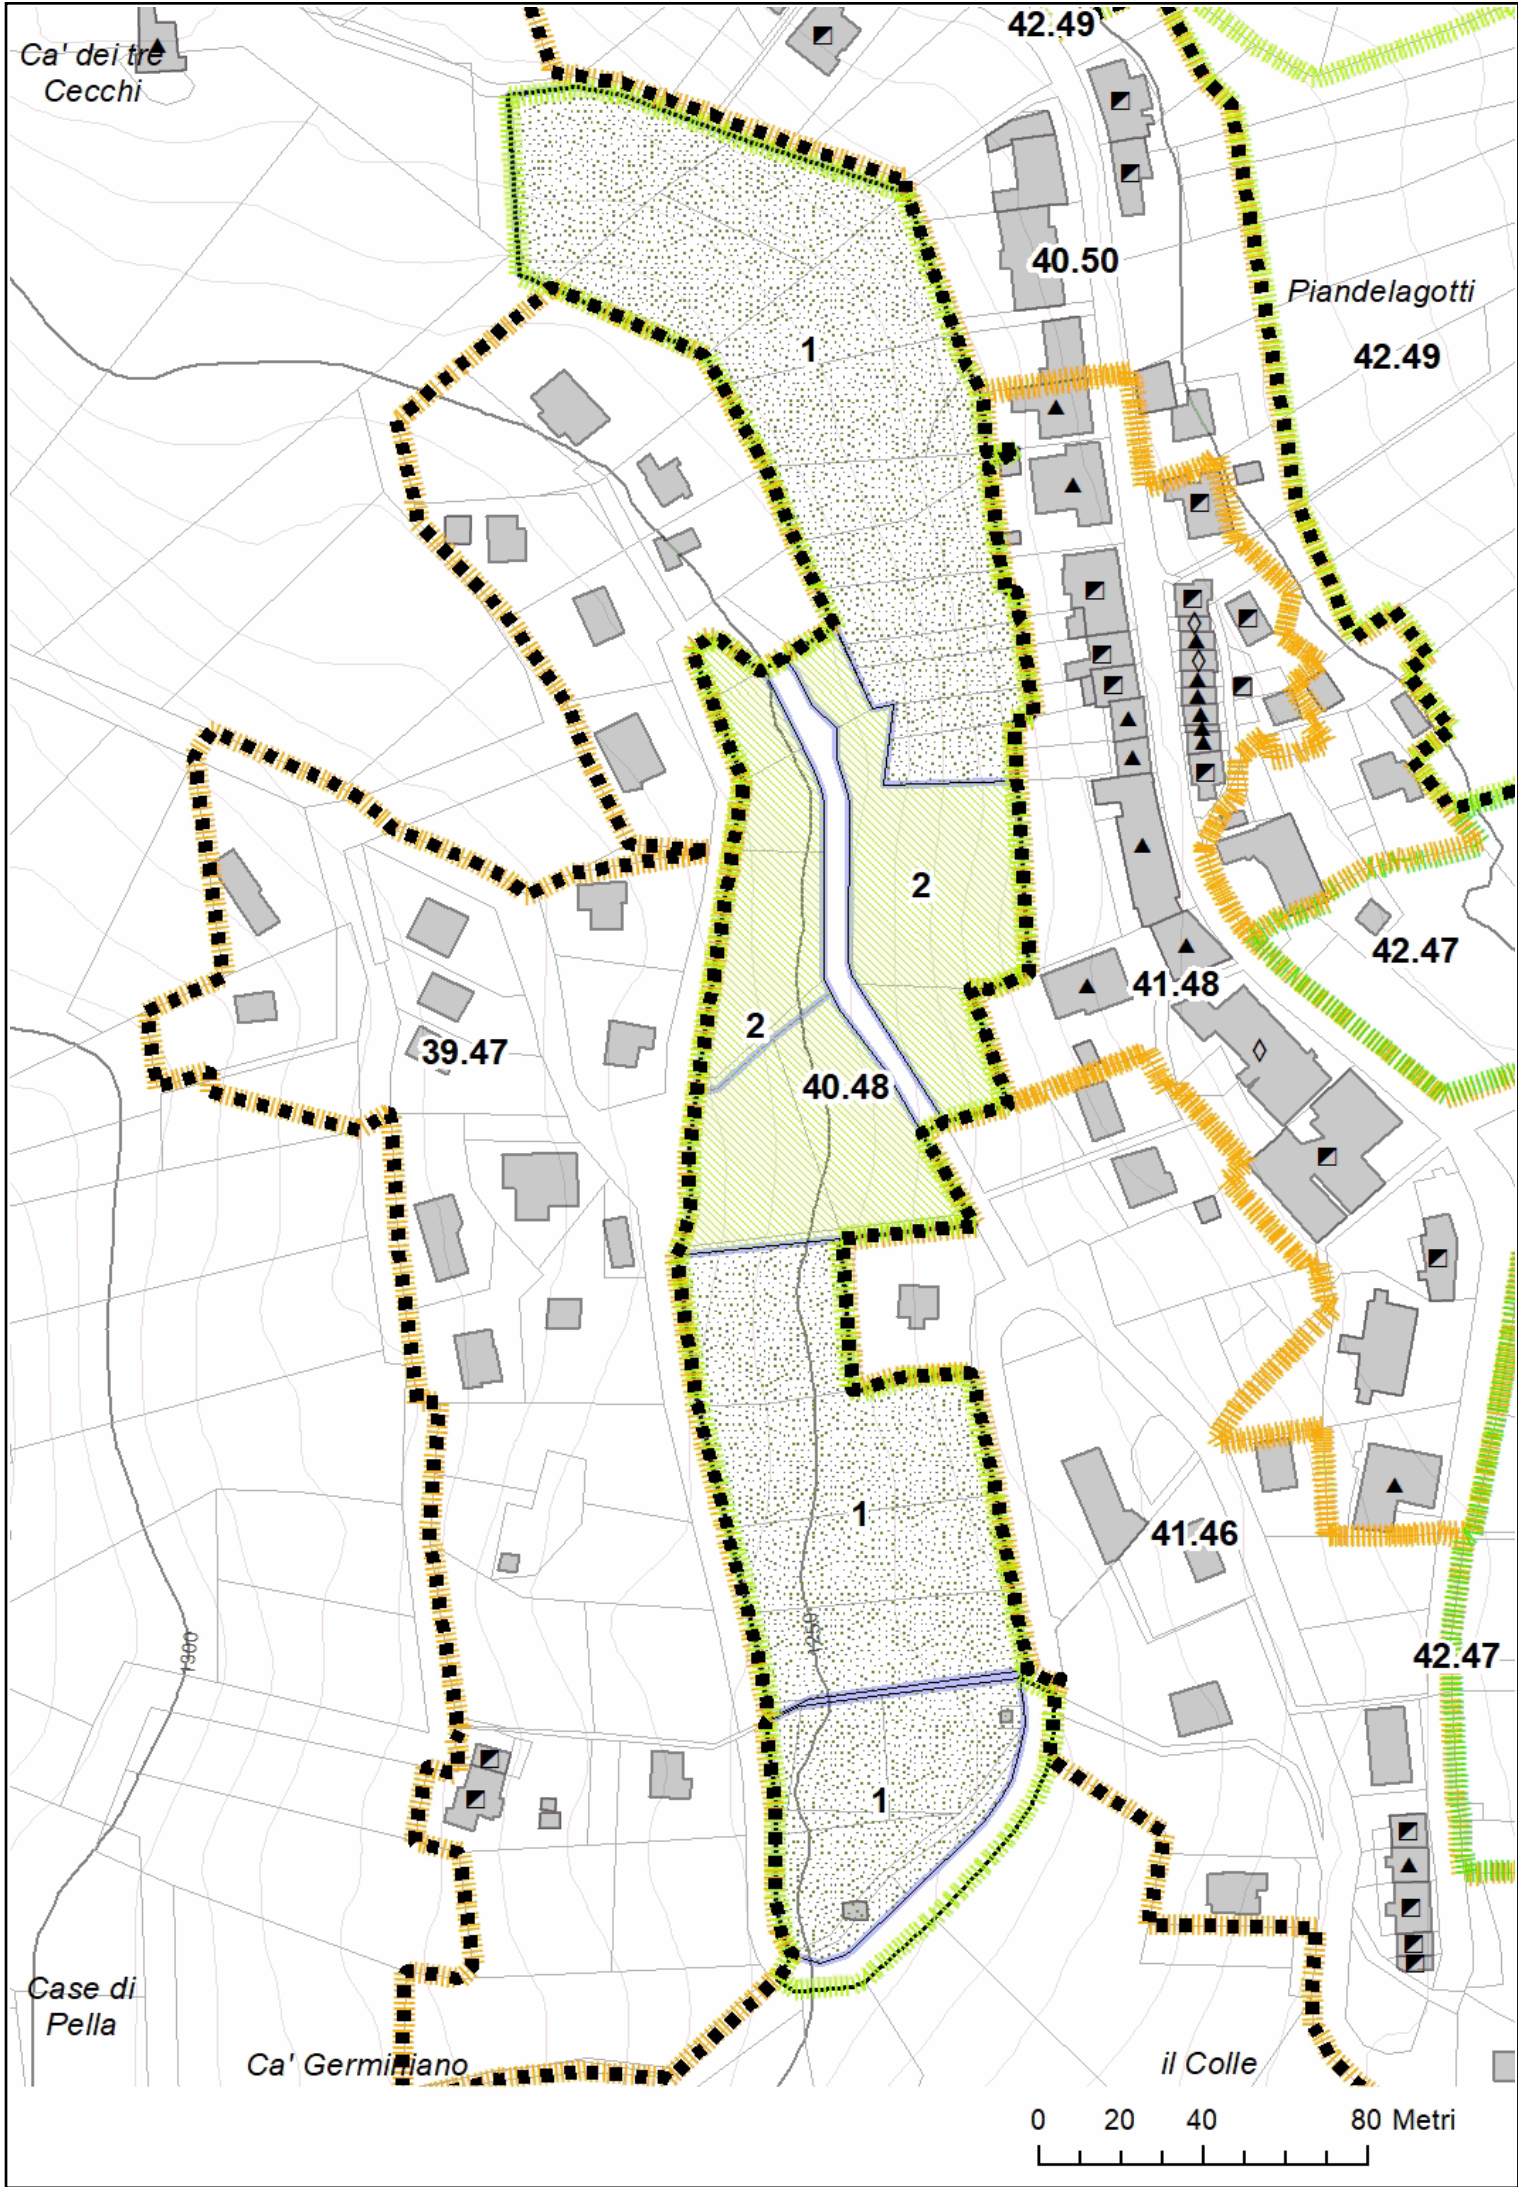 42.49
Ca' dei tre
Cecchi
40.50
Piandelagotti
42.49
1
2
42.47
41.48
2
39.47
40.48
1
41.46
1250
1300
42.47
1
Case di
Pella
Ca' Germiniano
il Colle
0 20 40 80 Metri